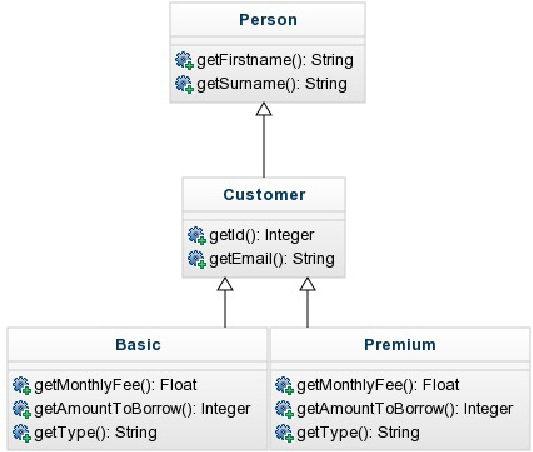 Person
getFirstname(): String
getSurname(): String
Customer
getId(): Integer
getEmail(): String
Basic
getMonthlyFee(): Float
getAmountToBorrow(): Integer
getType(): String
Premium
getMonthlyFee(): Float
getAmountToBorrow(): Integer
getType(): String